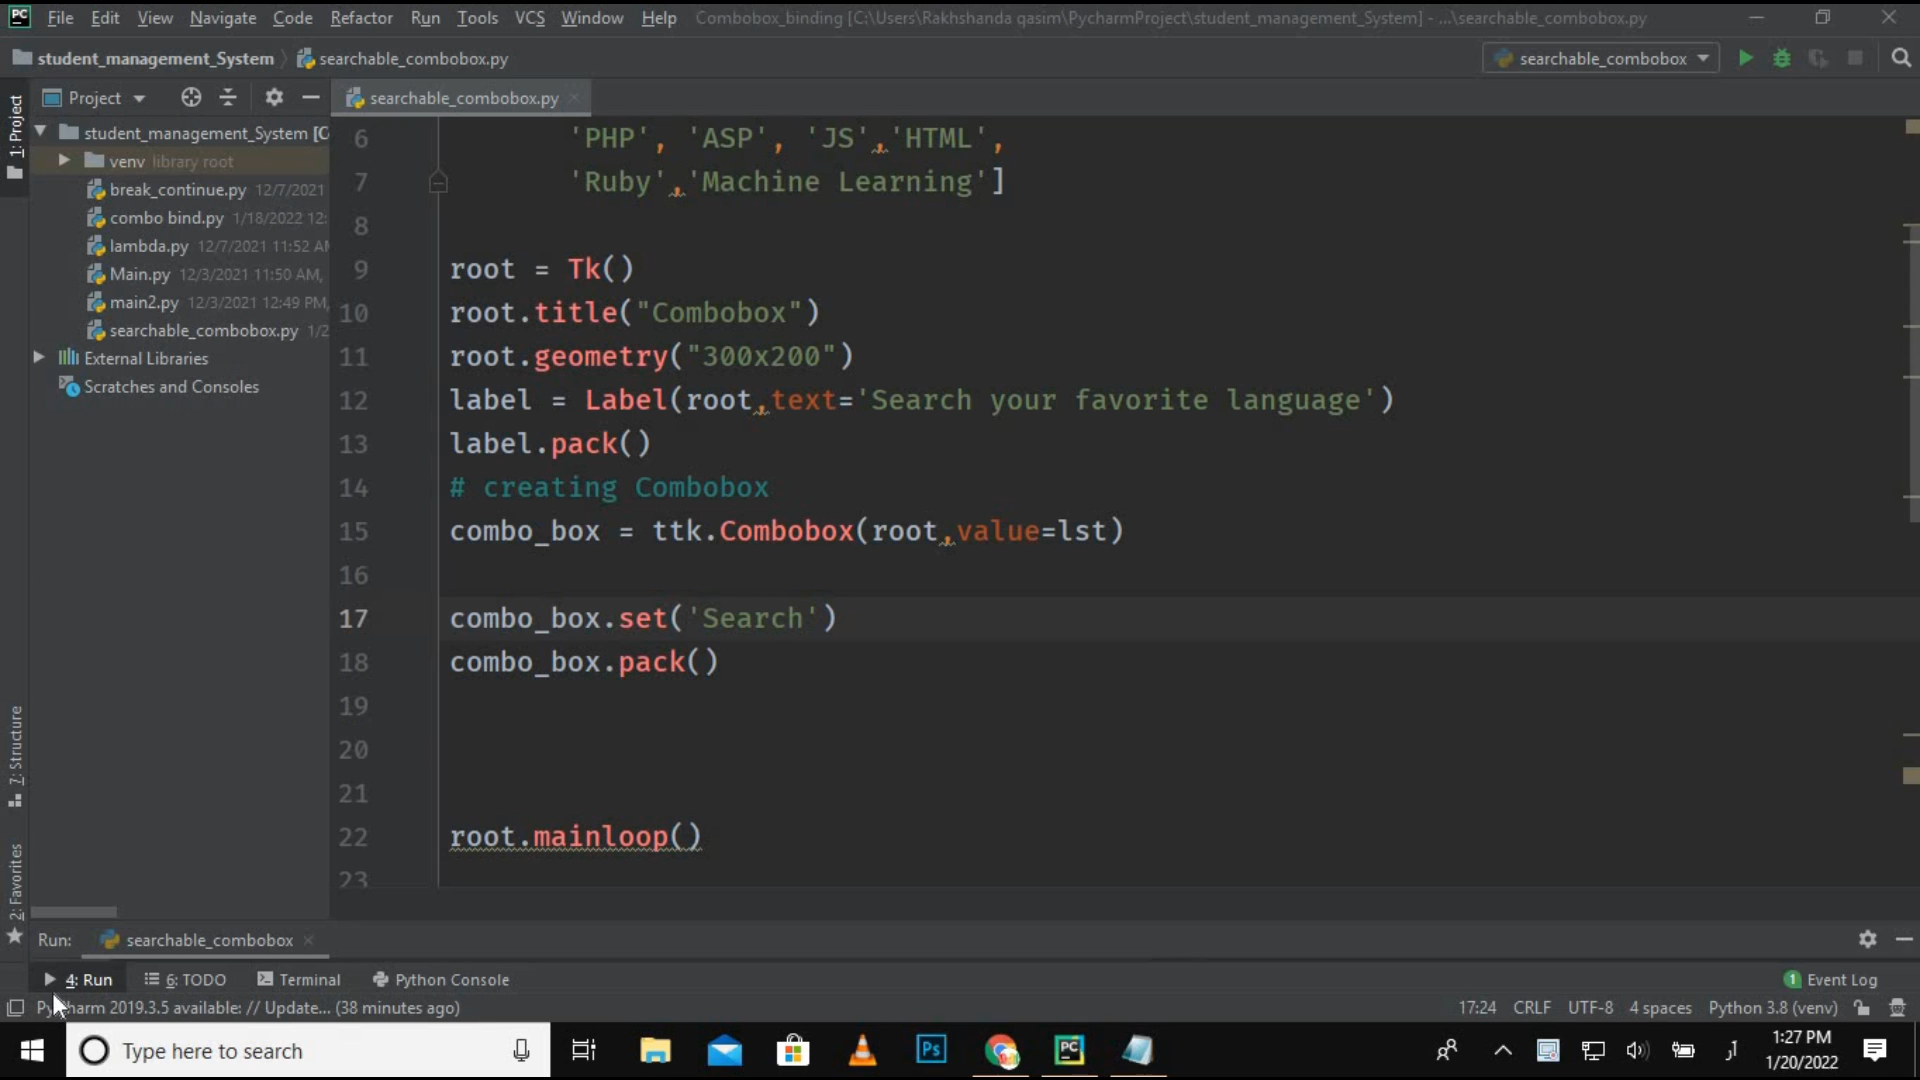 File Edit View Navigate Code Refactor Run Tools VCS Window Help Combobox_binding [C:\Users\Rakhshanda qasim\PycharmProject\student_management_System] - ...\searchable_combobox.py
student_management_System searchable_combobox.py searchable_combobox
1: Project
Project
searchable_combobox.py
student_management_System [C
venv library root
break_continue.py 12/7/2021
combo bind.py 1/18/2022 12:
lambda.py 12/7/2021 11:52 AM
Main.py 12/3/2021 11:50 AM,
main2.py 12/3/2021 12:49 PM,
searchable_combobox.py 1/2
External Libraries
Scratches and Consoles
6 'PHP', 'ASP', 'JS','HTML',
7 'Ruby','Machine Learning']
8
9 root = Tk()
10 root.title("Combobox")
11 root.geometry("300x200")
12 label = Label(root,text='Search your favorite language')
13 label.pack()
14 # creating Combobox
15 combo_box = ttk.Combobox(root,value=lst)
16
17 combo_box.set('Search')
18 combo_box.pack()
19
20
21
22 root.mainloop()
23
7: Structure
2: Favorites
Run: searchable_combobox
4: Run 6: TODO Terminal Python Console 1 Event Log
PyCharm 2019.3.5 available: // Update... (38 minutes ago) 17:24 CRLF UTF-8 4 spaces Python 3.8 (venv)
Type here to search
Ps
PC
1:27 PM
1/20/2022